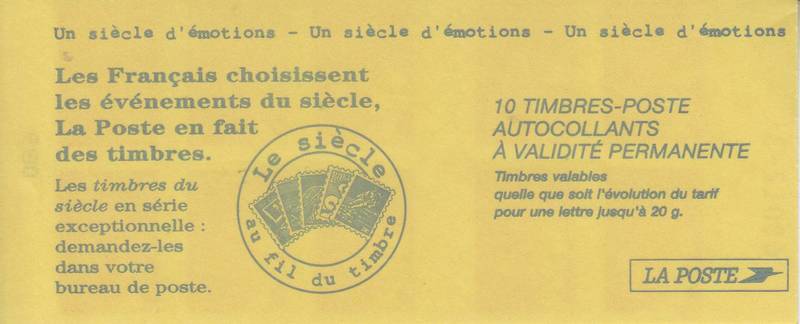 Un siècle d'émotions - Un siècle d'émotions - Un siècle d'émotions
Les Français choisissent
les événements du siècle,
La Poste en fait
des timbres.
Les timbres du
siècle en série
exceptionnelle :
demandez-les
dans votre
bureau de poste.
Le siècle
au fil du timbre
10 TIMBRES-POSTE
AUTOCOLLANTS
À VALIDITÉ PERMANENTE
Timbres valables
quelle que soit l'évolution du tarif
pour une lettre jusqu'à 20 g.
LA POSTE